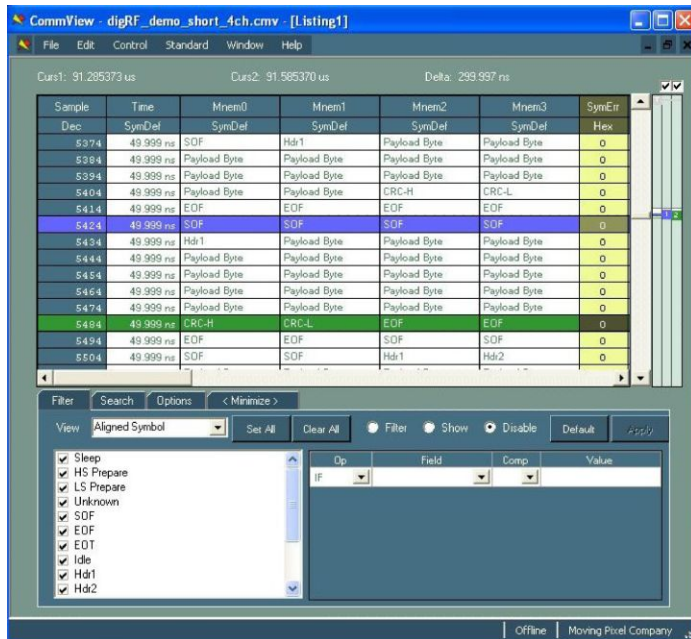 CommView - digRF_demo_short_4ch.cmv - [Listing1]
File Edit Control Standard Window Help
Curs1: 91.285373 us Curs2: 91.585370 us Delta: 299.997 ns
Sample Time Mnem0 Mnem1 Mnem2 Mnem3 SymErr
Dec SymDef SymDef SymDef SymDef SymDef Hex
5374 49.999 ns SOF Hdr1 Payload Byte Payload Byte 0
5384 49.999 ns Payload Byte Payload Byte Payload Byte Payload Byte 0
5394 49.999 ns Payload Byte Payload Byte Payload Byte Payload Byte 0
5404 49.999 ns Payload Byte Payload Byte CRC-H CRC-L 0
5414 49.999 ns EOF EOF EOF EOF 0
5424 49.999 ns SOF SOF SOF SOF 0
5434 49.999 ns Hdr1 Payload Byte Payload Byte Payload Byte 0
5444 49.999 ns Payload Byte Payload Byte Payload Byte Payload Byte 0
5454 49.999 ns Payload Byte Payload Byte Payload Byte Payload Byte 0
5464 49.999 ns Payload Byte Payload Byte Payload Byte Payload Byte 0
5474 49.999 ns Payload Byte Payload Byte Payload Byte Payload Byte 0
5484 49.999 ns CRC-H CRC-L EOF EOF 0
5494 49.999 ns EOF EOF SOF SOF 0
5504 49.999 ns SOF SOF Hdr1 Hdr2 0
1 2
Filter Search Options < Minimize >
View Aligned Symbol Set All Clear All Filter Show Disable Default Apply
Sleep
HS Prepare
LS Prepare
Unknown
SOF
EOF
EOT
Idle
Hdr1
Hdr2
Op Field Comp Value
IF
Offline Moving Pixel Company